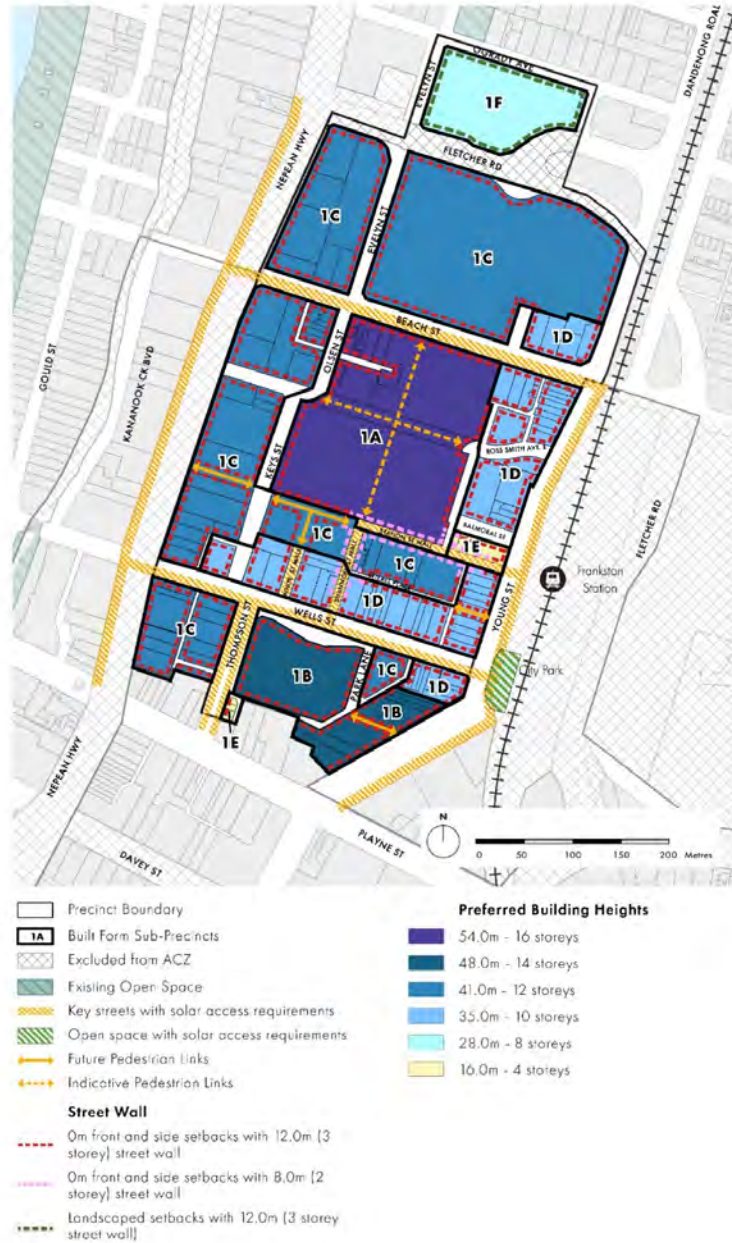 OGRADY AVE
DANDENONG ROAD
EVELYN ST
1F
NEPEAN HWY
FLETCHER RD
1C
EVELYN ST
1C
BEACH ST
1D
OLSEN ST
GOULD ST
KANANOOK CK BVD
1A
ROSS SMITH AVE E
1D
KEYS ST
1C
FLETCHER RD
BALMORAL ST
1C
1E
1C
Frankston
Station
1D
YOUNG ST
WELLS ST
1C
THOMPSON ST
City Park
1B
PARK LANE
1C
1D
1B
1E
NEPEAN HWY
PLAYNE ST
DAVEY ST
N
0 50 100 150 200 Metres
Precinct Boundary
1A Built Form Sub-Precincts
Excluded from ACZ
Existing Open Space
Key streets with solar access requirements
Open space with solar access requirements
Future Pedestrian Links
Indicative Pedestrian Links
Street Wall
0m front and side setbacks with 12.0m (3
storey) street wall
0m front and side setbacks with 8.0m (2
storey) street wall
Landscaped setbacks with 12.0m (3 storey
street wall)
Preferred Building Heights
54.0m - 16 storeys
48.0m - 14 storeys
41.0m - 12 storeys
35.0m - 10 storeys
28.0m - 8 storeys
16.0m - 4 storeys